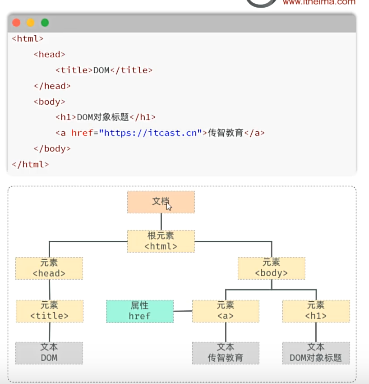 www.itheima.com
<html>
<head>
<title>DOM</title>
</head>
<body>
<h1>DOM对象标题</h1>
<a href="https://itcast.cn">传智教育</a>
</body>
</html>
文档
根元素
<html>
元素
<head>
元素
<body>
元素
<title>
属性
href
元素
<a>
元素
<h1>
文本
DOM
文本
传智教育
文本
DOM对象标题